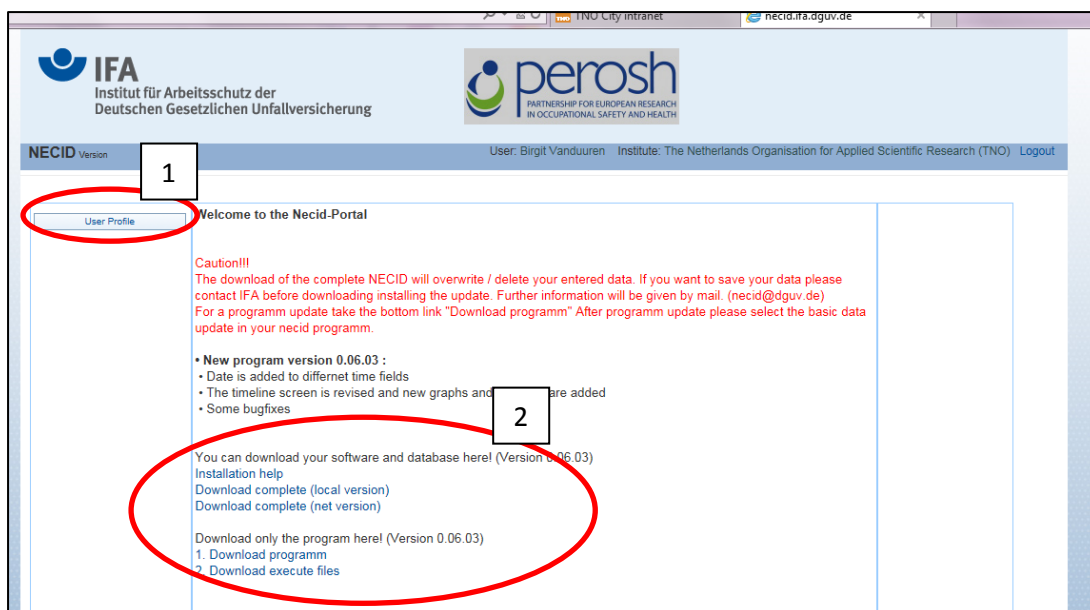 TNO City intranet
necid.ifa.dguv.de
IFA
Institut für Arbeitsschutz der
Deutschen Gesetzlichen Unfallversicherung
perosh
PARTNERSHIP FOR EUROPEAN RESEARCH
IN OCCUPATIONAL SAFETY AND HEALTH
NECID Version
User: Birgit Vanduuren Institute: The Netherlands Organisation for Applied Scientific Research (TNO) Logout
1
User Profile
Welcome to the Necid-Portal
Caution!!!
The download of the complete NECID will overwrite / delete your entered data. If you want to save your data please
contact IFA before downloading installing the update. Further information will be given by mail. (necid@dguv.de)
For a programm update take the bottom link "Download programm" After programm update please select the basic data
update in your necid programm.
• New program version 0.06.03 :
• Date is added to differnet time fields
• The timeline screen is revised and new graphs and are added
• Some bugfixes
2
You can download your software and database here! (Version 0.06.03)
Installation help
Download complete (local version)
Download complete (net version)
Download only the program here! (Version 0.06.03)
1. Download programm
2. Download execute files